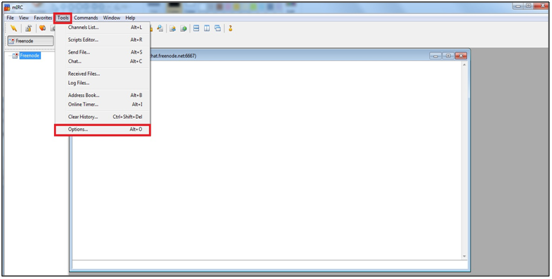 mIRC
File View Favorites Tools Commands Window Help
Freenode
Freenode
Channels List... Alt+L
Scripts Editor... Alt+R
Send File... Alt+S
Chat... Alt+C
Received Files...
Log Files...
Address Book... Alt+B
Online Timer... Alt+I
Clear History... Ctrl+Shift+Del
Options... Alt+O
chat.freenode.net:6667)